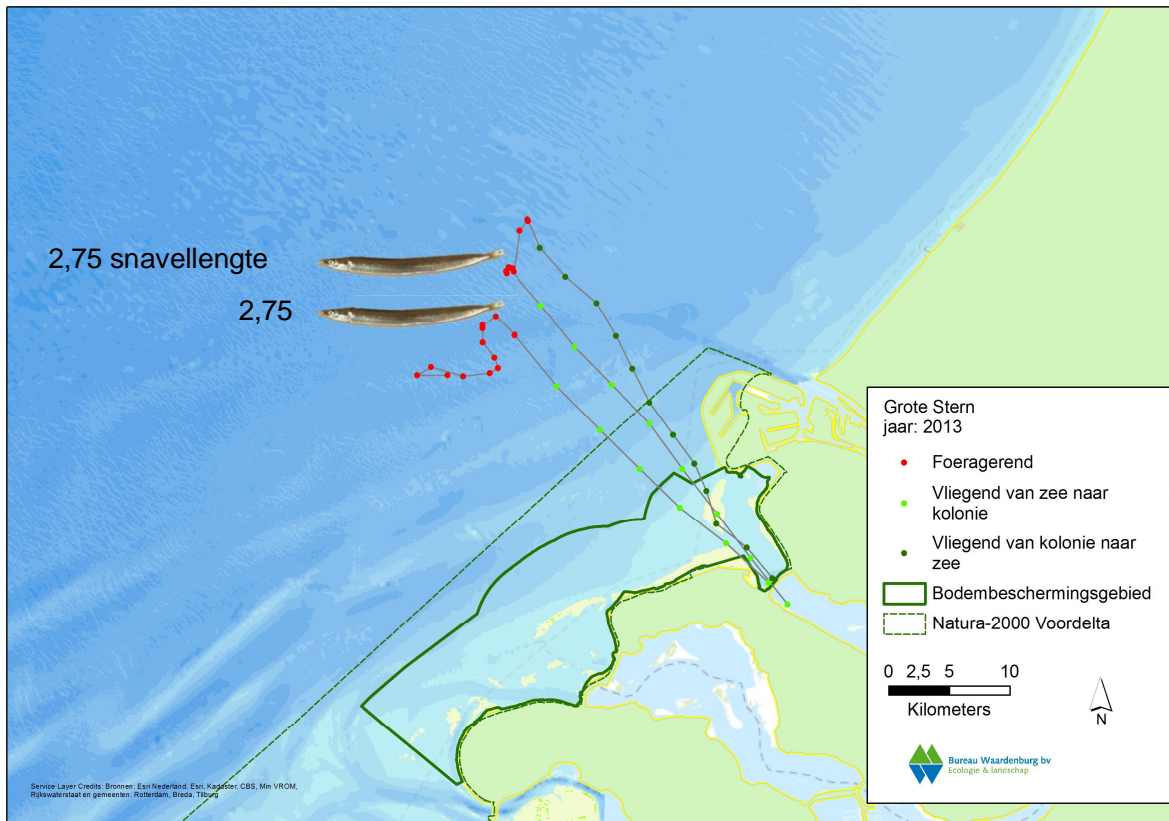 2,75 snavellengte
2,75
Grote Stern
jaar: 2013
Foeragerend
Vliegend van zee naar
kolonie
Vliegend van kolonie naar
zee
Bodembeschermingsgebied
Natura-2000 Voordelta
0 2,5 5 10
Kilometers
N
Bureau Waardenburg bv
Ecologie & landschap
Service Layer Credits: Bronnen: Esri Nederland, Esri, Kadaster, CBS, Min VROM,
Rijkswaterstaat en gemeenten: Rotterdam, Breda, Tilburg